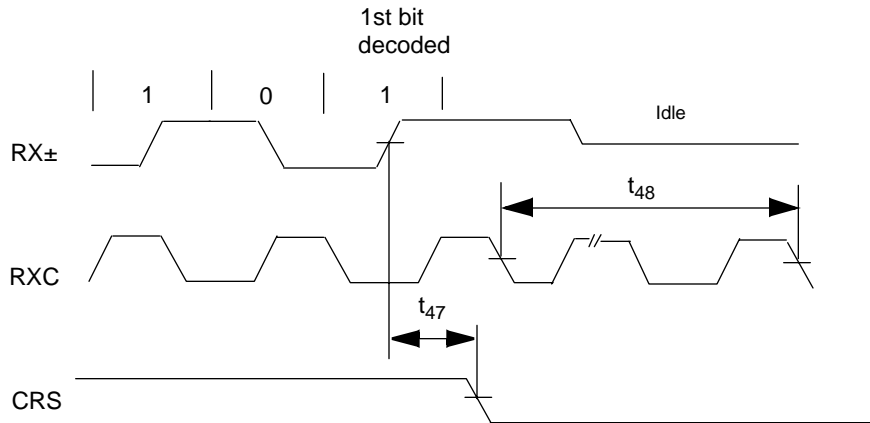 1st bit
decoded
1 0 1
RX± Idle
t48
RXC
t47
CRS